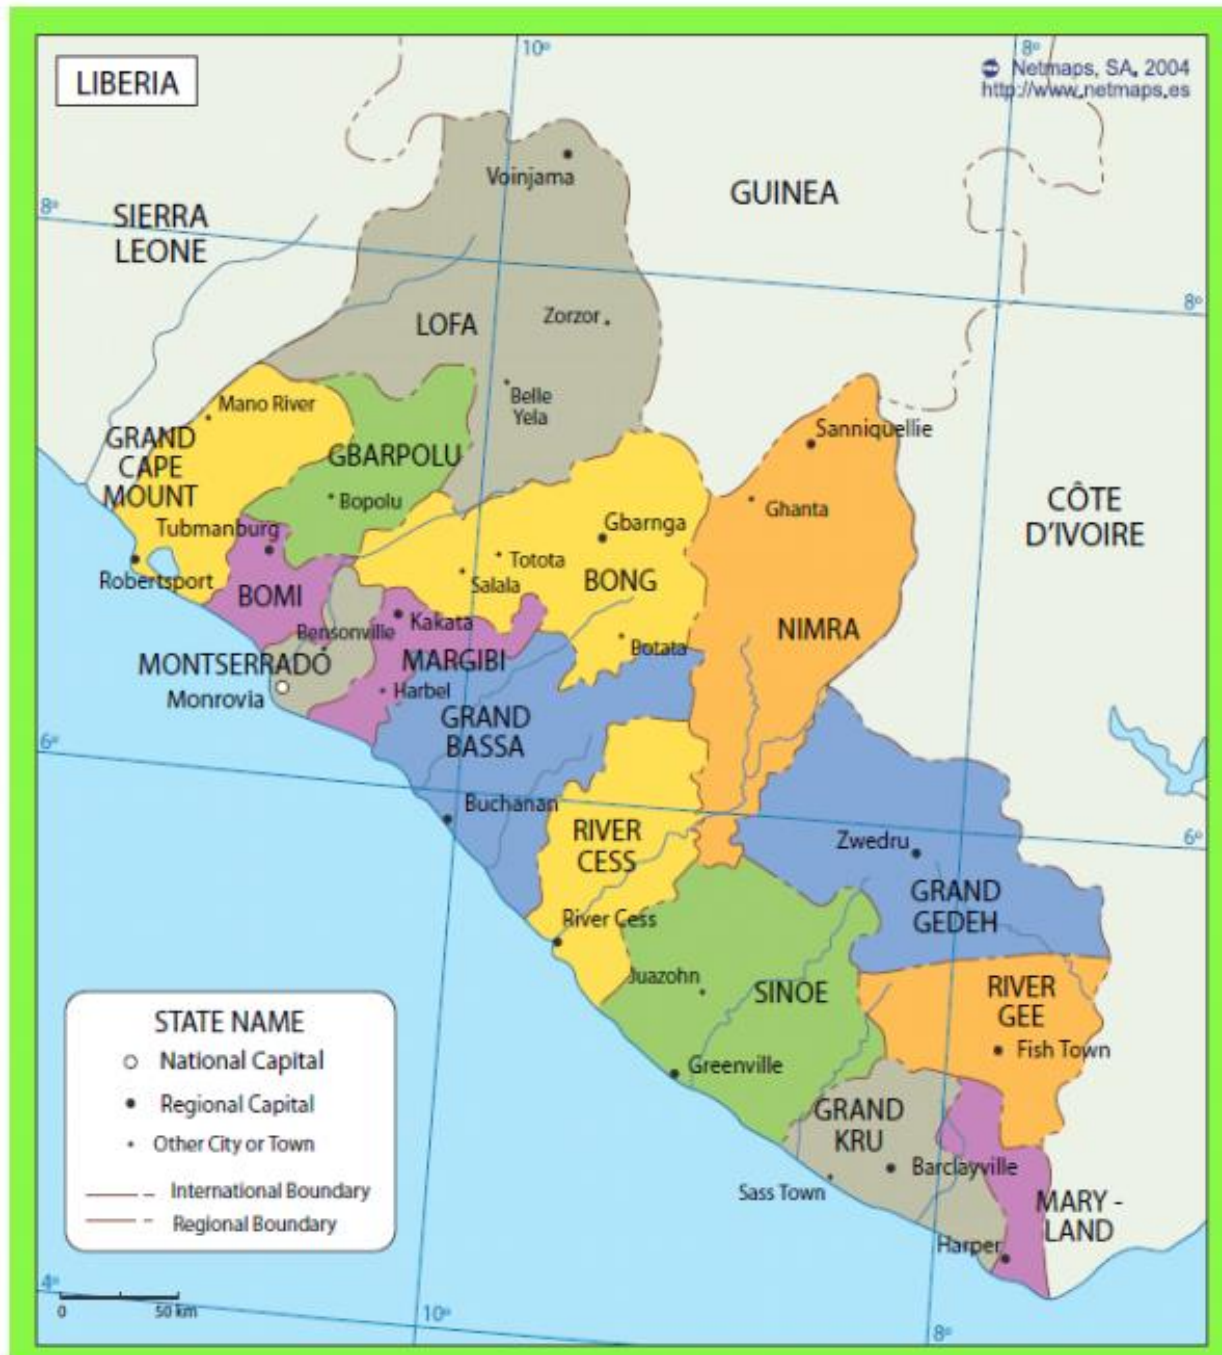 LIBERIA
10º
8º
© Netmaps, SA. 2004
http://www.netmaps.es
Voinjama
GUINEA
8º
SIERRA
LEONE
8º
LOFA
Zorzor
Belle
Yela
Mano River
GRAND
CAPE
MOUNT
GBARPOLU
Sanniquellie
CÔTE
D'IVOIRE
Bopolu
Ghanta
Tubmanburg
Gbarnga
Totota
Robertsport
Salala
BONG
BOMI
Kakata
NIMRA
Bensonville
Botata
MONTSERRADO
MARGIBI
Monrovia
Harbel
GRAND
BASSA
6º
Buchanan
RIVER
CESS
Zwedru
6º
GRAND
GEDEH
River Cess
Juazohn
SINOE
RIVER
GEE
Fish Town
Greenville
GRAND
KRU
Barclayville
Sass Town
MARY -
LAND
Harper
STATE NAME
National Capital
Regional Capital
Other City or Town
International Boundary
Regional Boundary
4º
0
50 km
10º
8º